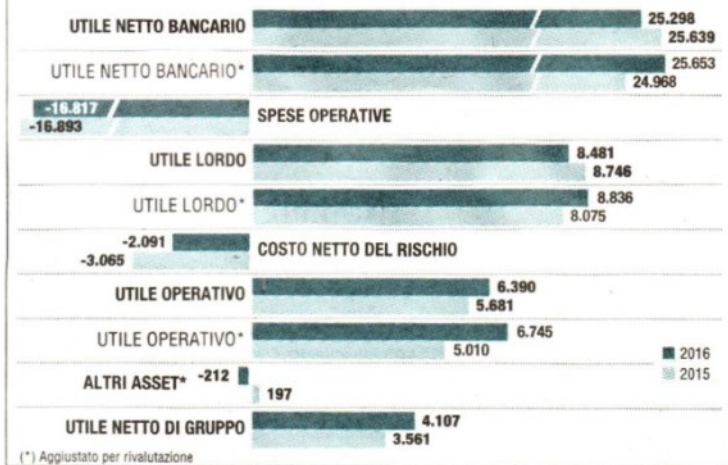 UTILE NETTO BANCARIO
25.298
25.639
UTILE NETTO BANCARIO*
25.653
24.968
-16.817
-16.893
SPESE OPERATIVE
UTILE LORDO
8.481
8.746
UTILE LORDO*
8.836
8.075
-2.091
-3.065
COSTO NETTO DEL RISCHIO
UTILE OPERATIVO
6.390
5.681
UTILE OPERATIVO*
6.745
5.010
2016
2015
ALTRI ASSET*
-212
197
UTILE NETTO DI GRUPPO
4.107
3.561
(*) Aggiustato per rivalutazione